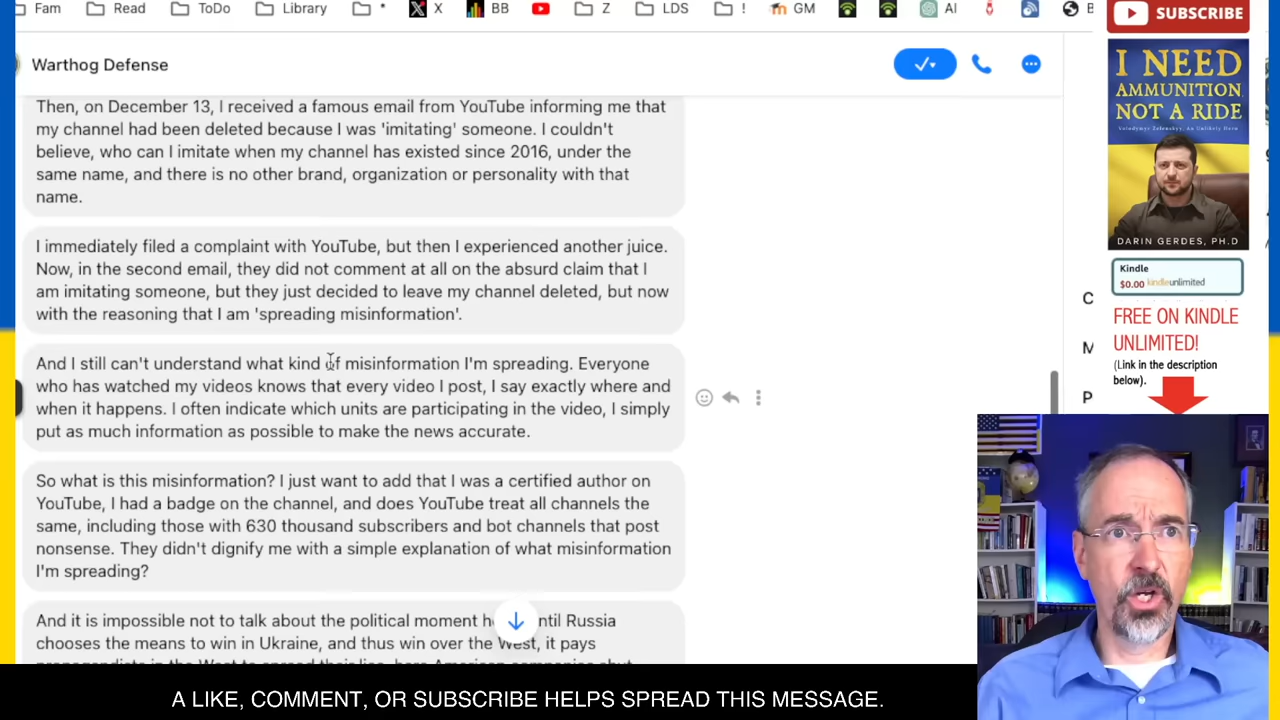 Fam Read ToDo Library * X BB Z LDS ! GM AI
SUBSCRIBE
Warthog Defense
Then, on December 13, I received a famous email from YouTube informing me that
my channel had been deleted because I was 'imitating' someone. I couldn't
believe, who can I imitate when my channel has existed since 2016, under the
same name, and there is no other brand, organization or personality with that
name.
I immediately filed a complaint with YouTube, but then I experienced another juice.
Now, in the second email, they did not comment at all on the absurd claim that I
am imitating someone, but they just decided to leave my channel deleted, but now
with the reasoning that I am 'spreading misinformation'.
And I still can't understand what kind of misinformation I'm spreading. Everyone
who has watched my videos knows that every video I post, I say exactly where and
when it happens. I often indicate which units are participating in the video, I simply
put as much information as possible to make the news accurate.
So what is this misinformation? I just want to add that I was a certified author on
YouTube, I had a badge on the channel, and does YouTube treat all channels the
same, including those with 630 thousand subscribers and bot channels that post
nonsense. They didn't dignify me with a simple explanation of what misinformation
I'm spreading?
And it is impossible not to talk about the political moment Russia
chooses the means to win in Ukraine, and thus win over the West, it pays
I NEED
AMMUNITION
NOT A RIDE
Volodymyr Zelenskyy, An Unlikely Hero
DARIN GERDES, PH.D
Kindle
$0.00 kindleunlimited
FREE ON KINDLE
UNLIMITED!
(Link in the description
below).
C
M
P
A LIKE, COMMENT, OR SUBSCRIBE HELPS SPREAD THIS MESSAGE.